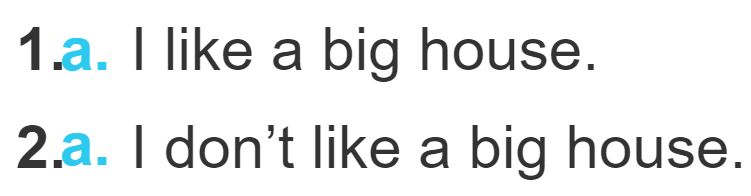 1.a. I like a big house.
2.a. I don’t like a big house.